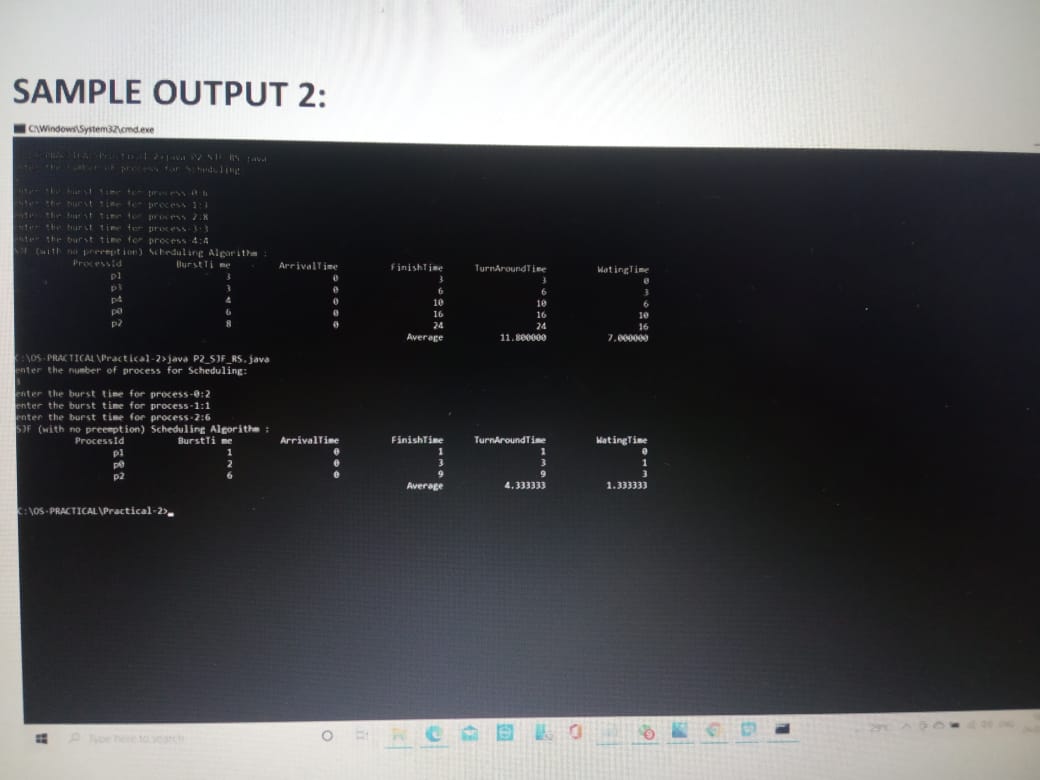 SAMPLE OUTPUT 2:
C:\Windows\System32\cmd.exe
enter the number of process for Scheduling
enter the burst time for process-0:6
enter the burst time for process-1:3
enter the burst time for process-2:8
enter the burst time for process-3:3
enter the burst time for process-4:4
SJF (with no preemption) Scheduling Algorithm :
ProcessId BurstTi me ArrivalTime FinishTime TurnAroundTime WatingTime
p1 3 0 3 3 0
p3 3 0 6 6 3
p4 4 0 10 10 6
p0 6 0 16 16 10
p2 8 0 24 24 16
Average 11.800000 7.000000
C:\OS-PRACTICAL\Practical-2>java P2_SJF_RS.java
enter the number of process for Scheduling:
3
enter the burst time for process-0:2
enter the burst time for process-1:1
enter the burst time for process-2:6
SJF (with no preemption) Scheduling Algorithm :
ProcessId BurstTi me ArrivalTime FinishTime TurnAroundTime WatingTime
p1 1 0 1 1 0
p0 2 0 3 3 1
p2 6 0 9 9 3
Average 4.333333 1.333333
C:\OS-PRACTICAL\Practical-2>
Type here to search